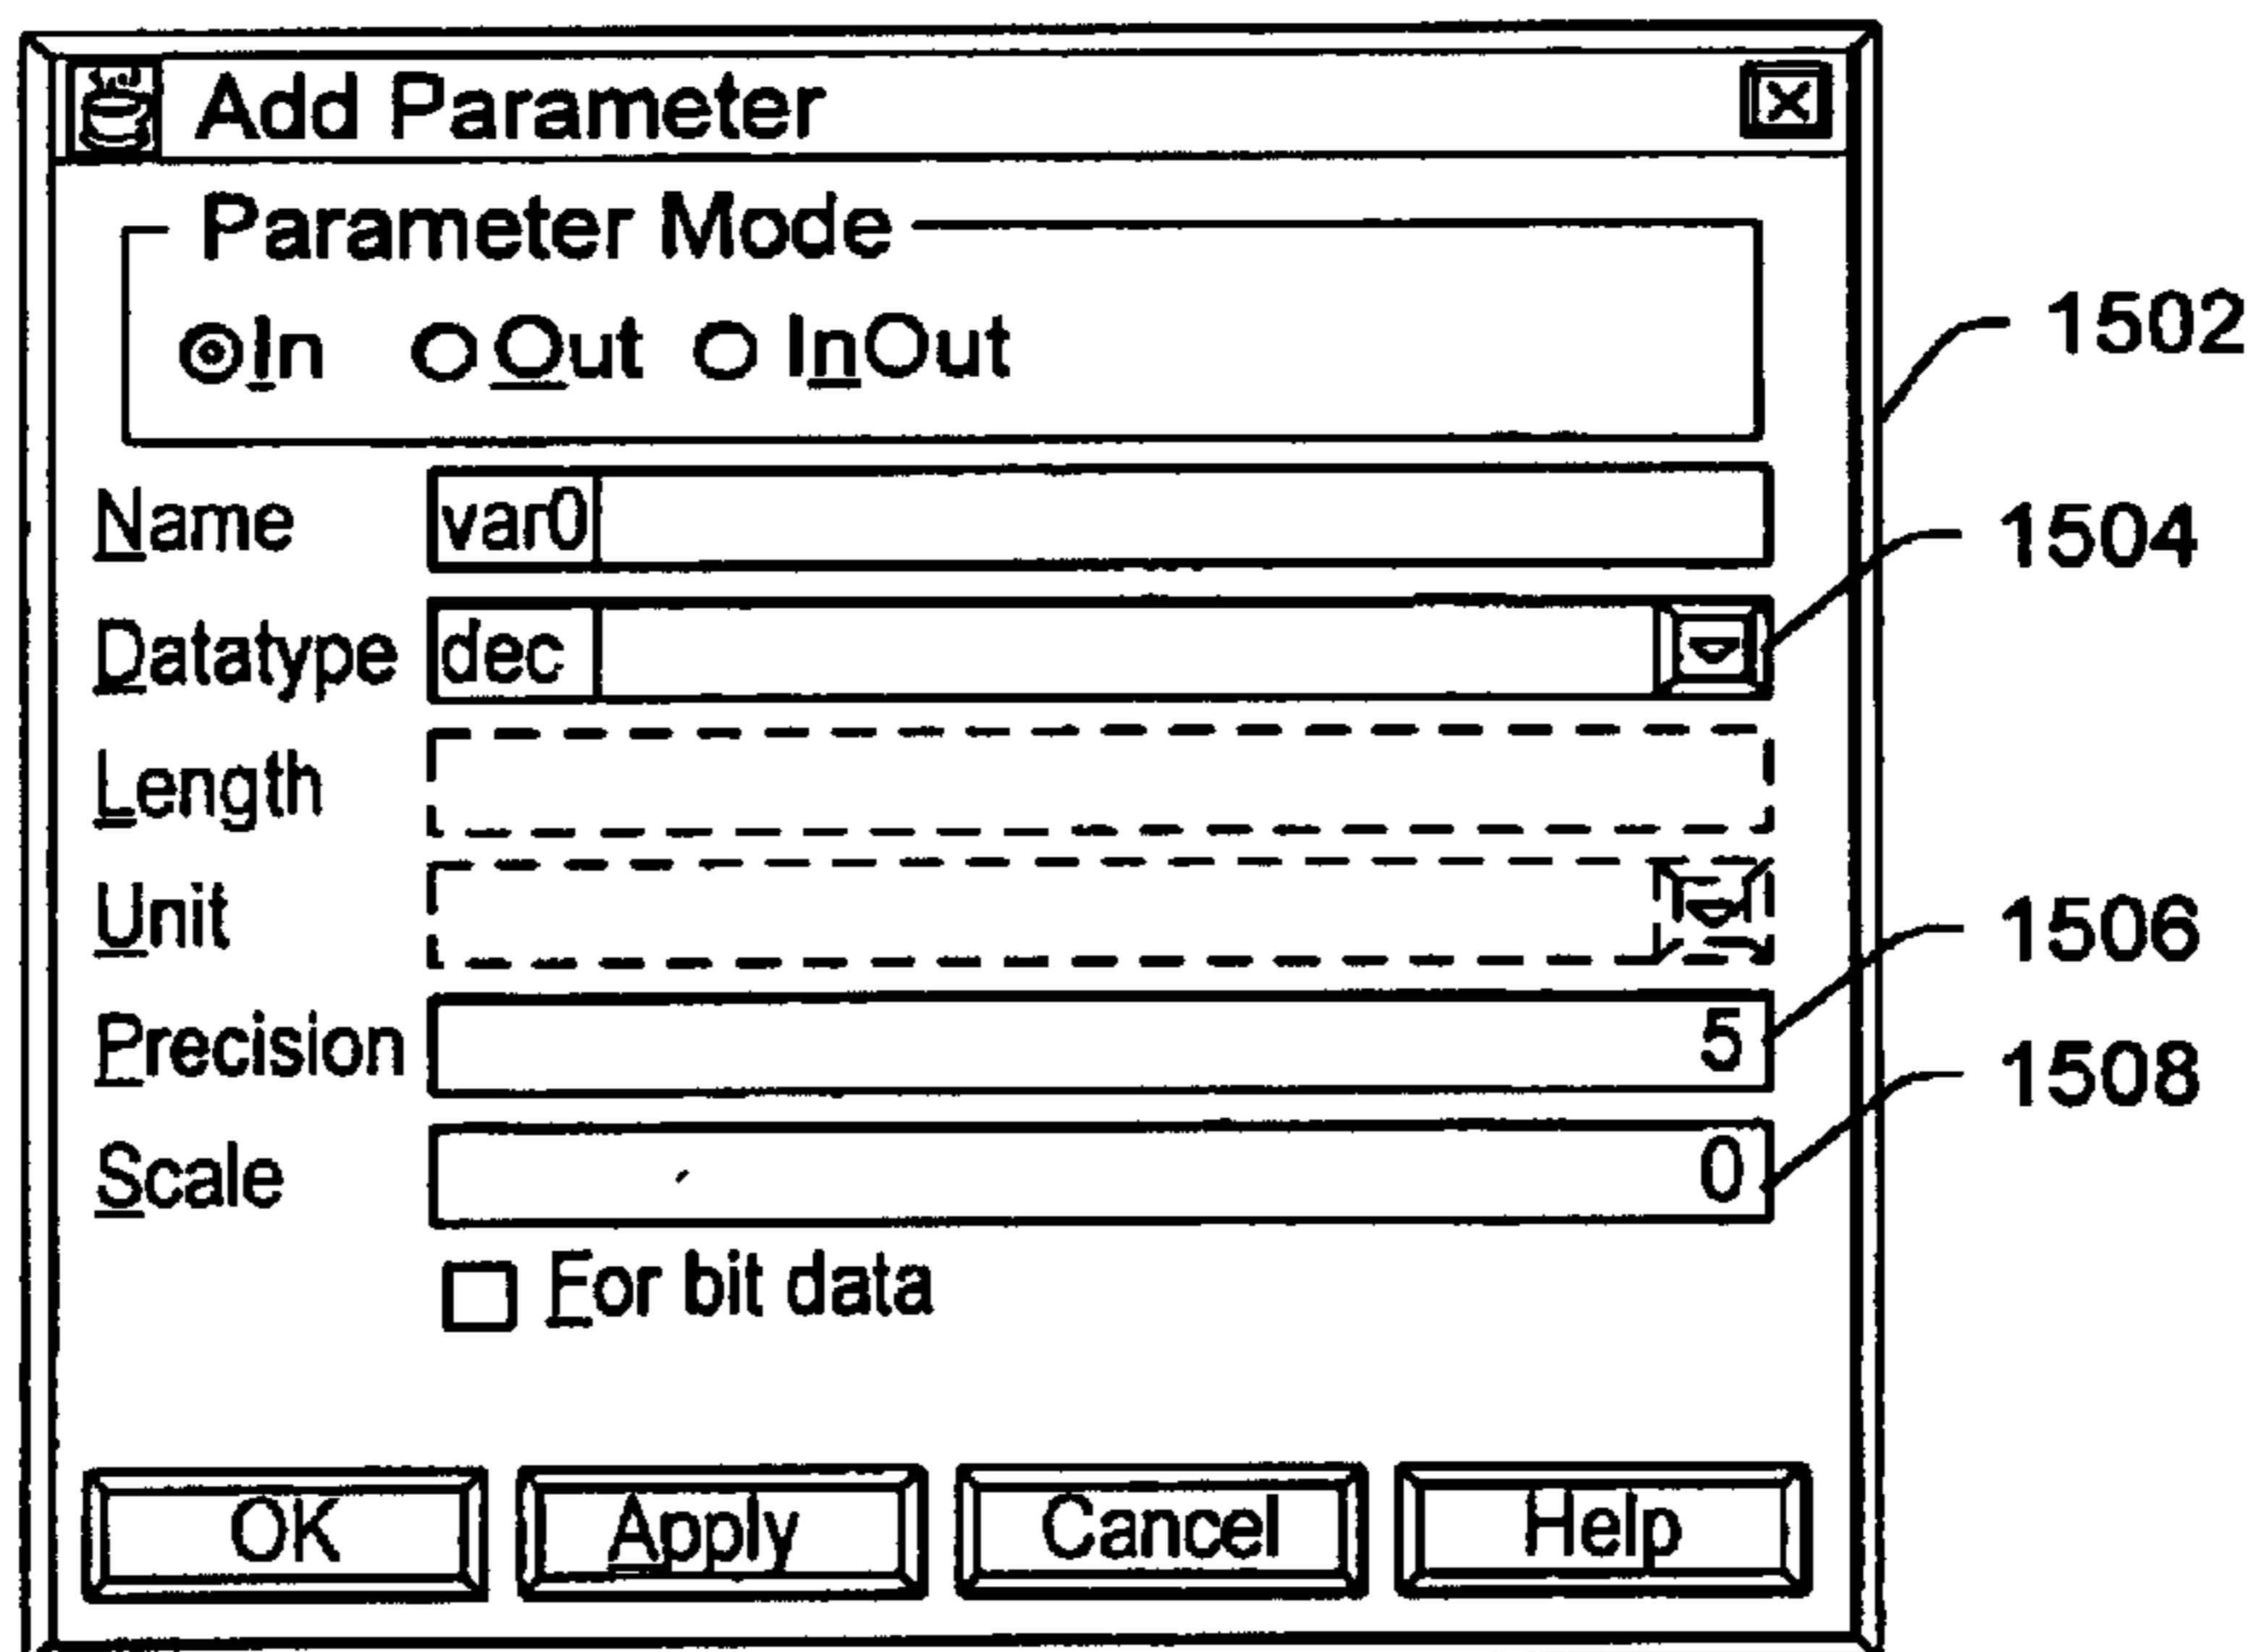 Add Parameter
Parameter Mode
In Out InOut
1502
Name var0
1504
Datatype dec
Length
Unit
1506
Precision 5
1508
Scale 0
For bit data
OK Apply Cancel Help